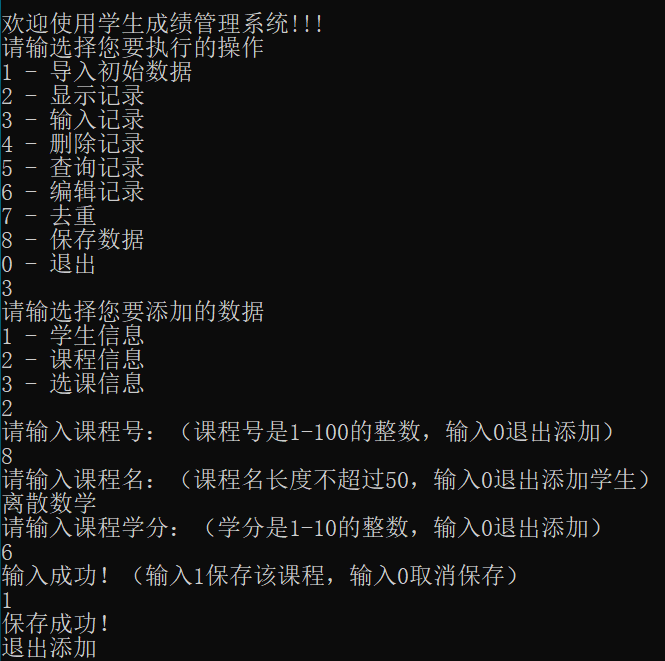 欢迎使用学生成绩管理系统!!!
请输选择您要执行的操作
1 - 导入初始数据
2 - 显示记录
3 - 输入记录
4 - 删除记录
5 - 查询记录
6 - 编辑记录
7 - 去重
8 - 保存数据
0 - 退出
3
请输选择您要添加的数据
1 - 学生信息
2 - 课程信息
3 - 选课信息
2
请输入课程号:（课程号是1-100的整数，输入0退出添加）
8
请输入课程名:（课程名长度不超过50，输入0退出添加学生）
离散数学
请输入课程学分:（学分是1-10的整数，输入0退出添加）
6
输入成功!（输入1保存该课程，输入0取消保存）
1
保存成功!
退出添加